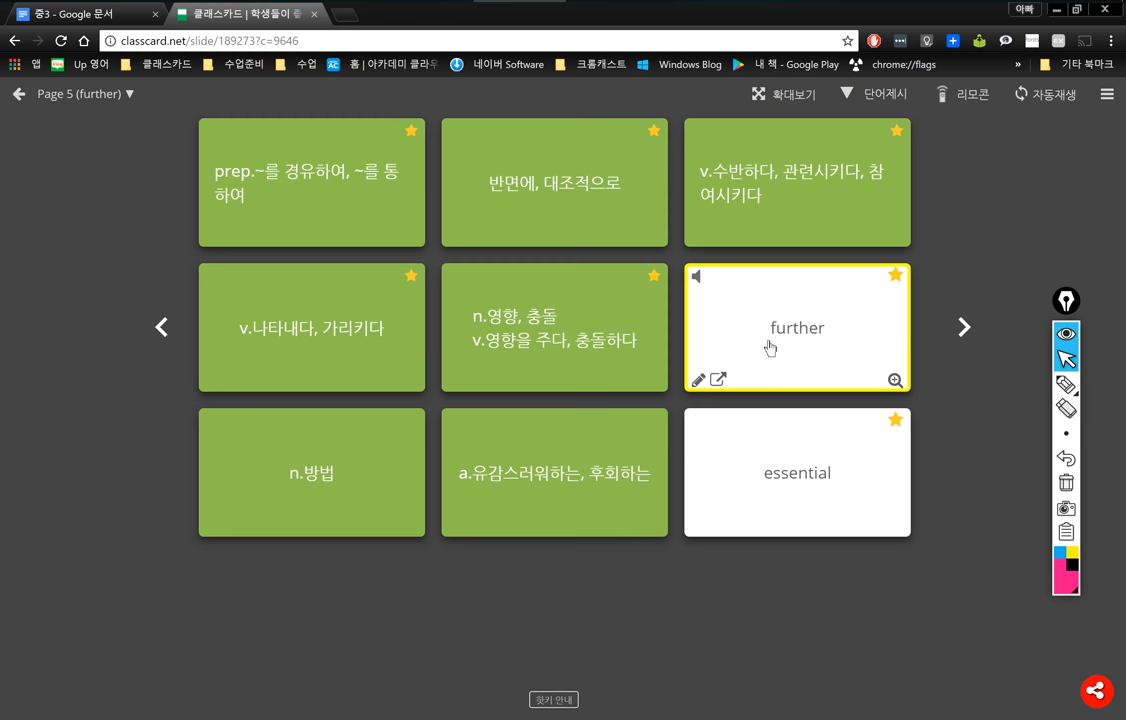 중3 - Google 문서
클래스카드 | 학생들이 좋
아빠
classcard.net/slide/189273?c=9646
앱
Up 영어
클래스카드
수업준비
수업
홈 | 아카데미 클라우
네이버 Software
크롬캐스트
Windows Blog
내 책 - Google Play
chrome://flags
»
기타 북마크
Page 5 (further) ▼
확대보기
단어제시
리모콘
자동재생
prep.~를 경유하여, ~를 통
하여
반면에, 대조적으로
v.수반하다, 관련시키다, 참
여시키다
v.나타내다, 가리키다
n.영향, 충돌
v.영향을 주다, 충돌하다
further
n.방법
a.유감스러워하는, 후회하는
essential
핫키 안내